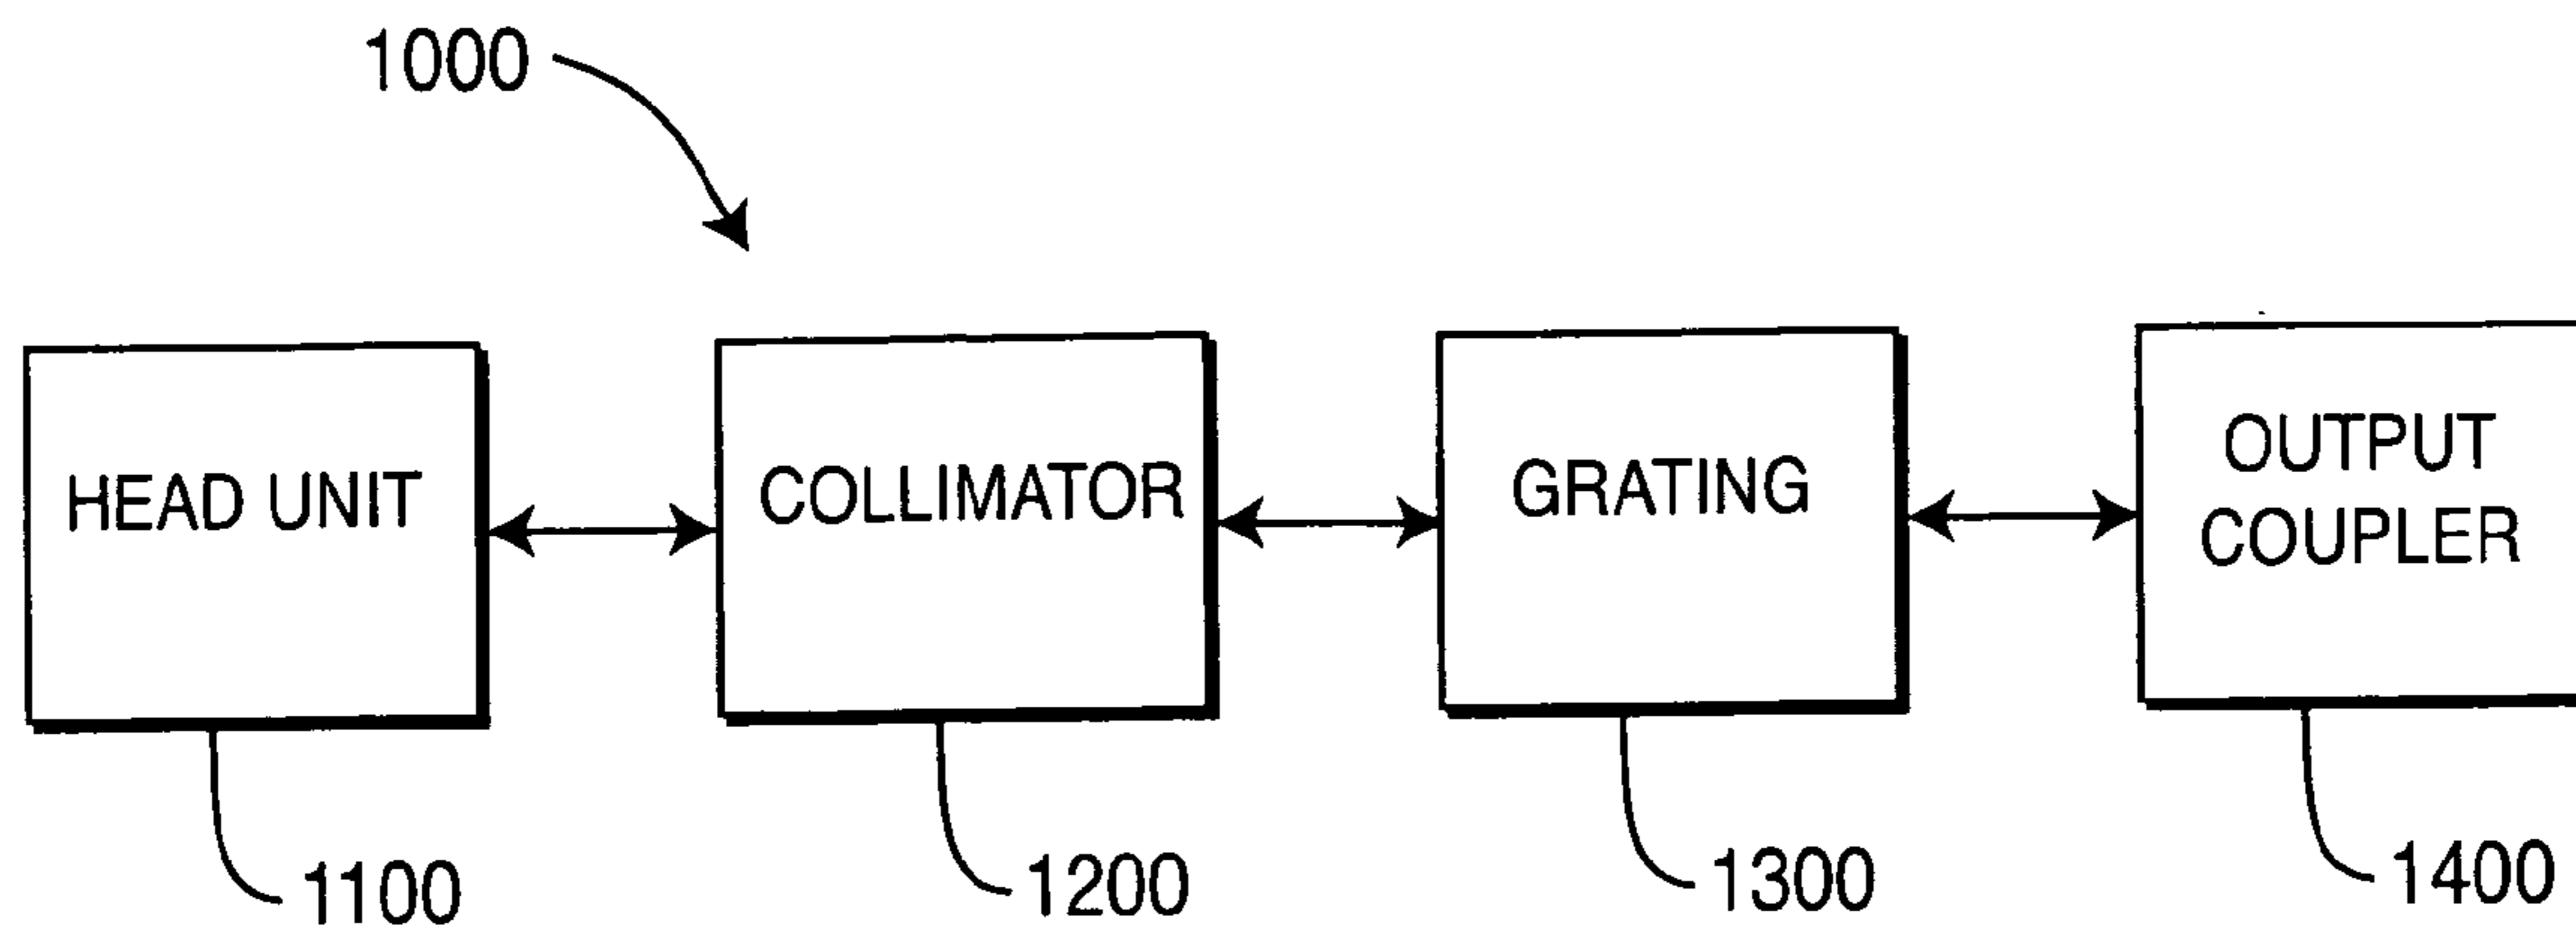 1000
HEAD UNIT
COLLIMATOR
GRATING
OUTPUT
COUPLER
1100
1200
1300
1400